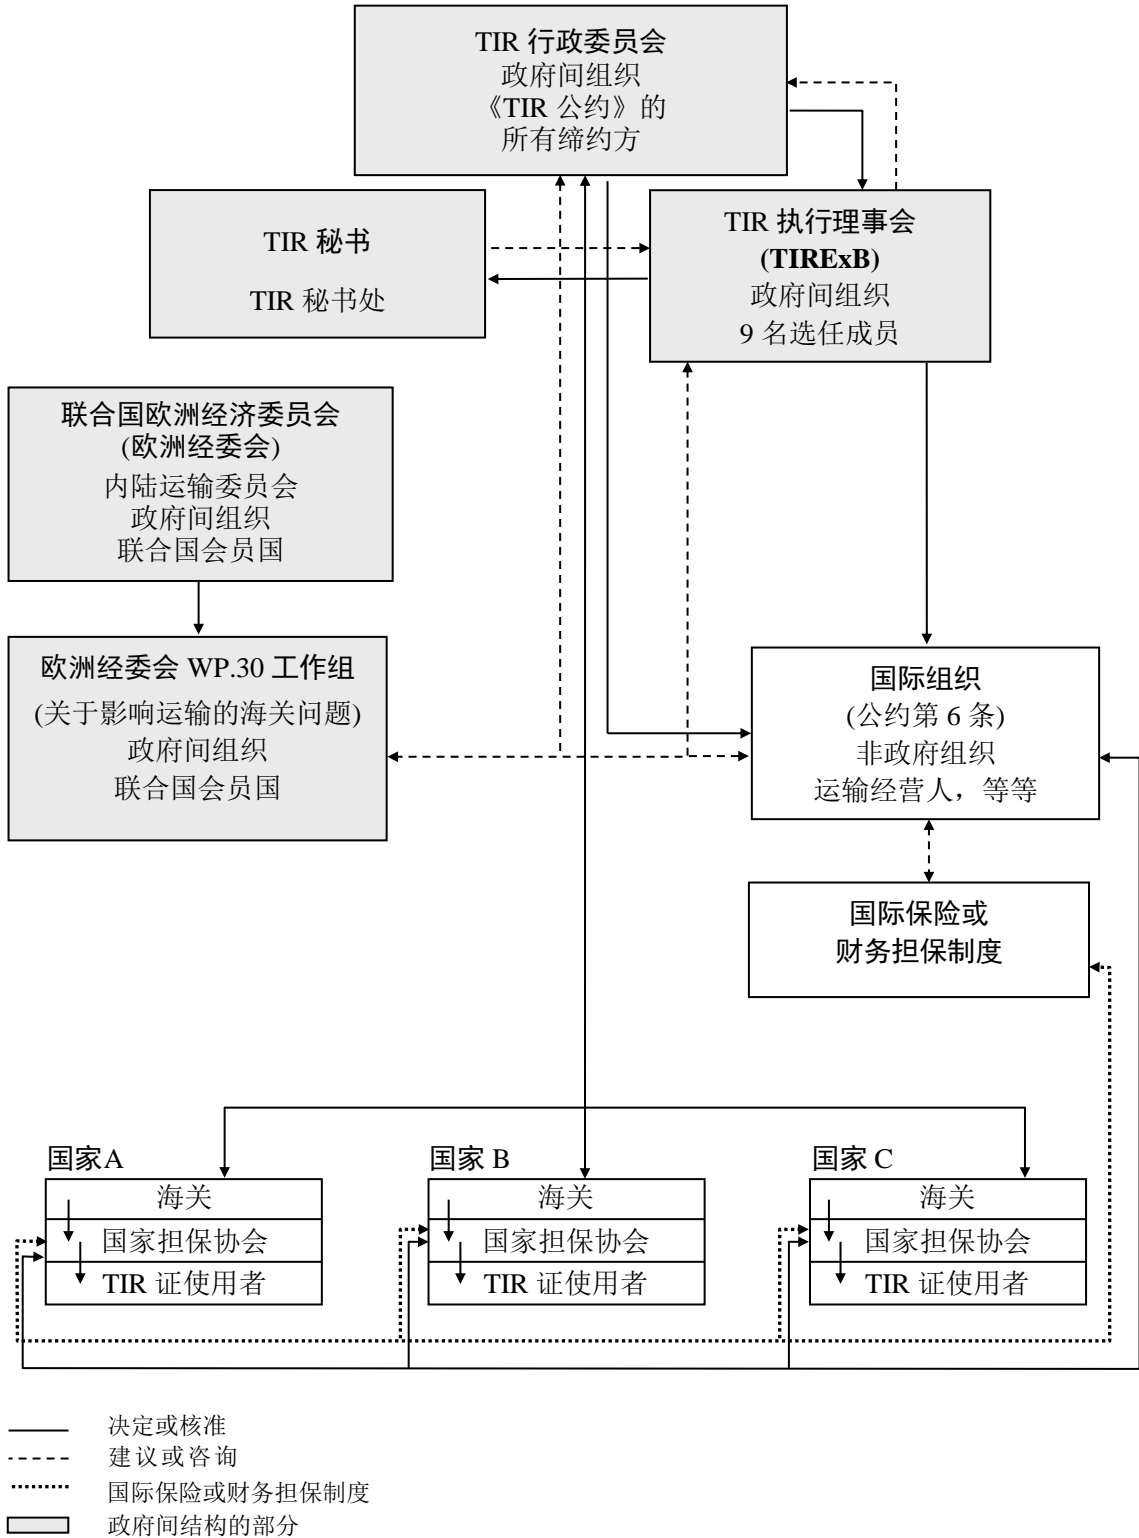 TIR 行政委员会
政府间组织
《TIR 公约》的
所有缔约方
TIR 秘书
TIR 秘书处
TIR 执行理事会
(TIRExB)
政府间组织
9 名选任成员
联合国欧洲经济委员会
(欧洲经委会)
内陆运输委员会
政府间组织
联合国会员国
欧洲经委会 WP.30 工作组
(关于影响运输的海关问题)
政府间组织
联合国会员国
国际组织
(公约第 6 条)
非政府组织
运输经营人，等等
国际保险或
财务担保制度
国家A
海关
国家担保协会
TIR 证使用者
国家 B
海关
国家担保协会
TIR 证使用者
国家 C
海关
国家担保协会
TIR 证使用者
决定或核准
建议或咨询
国际保险或财务担保制度
政府间结构的部分